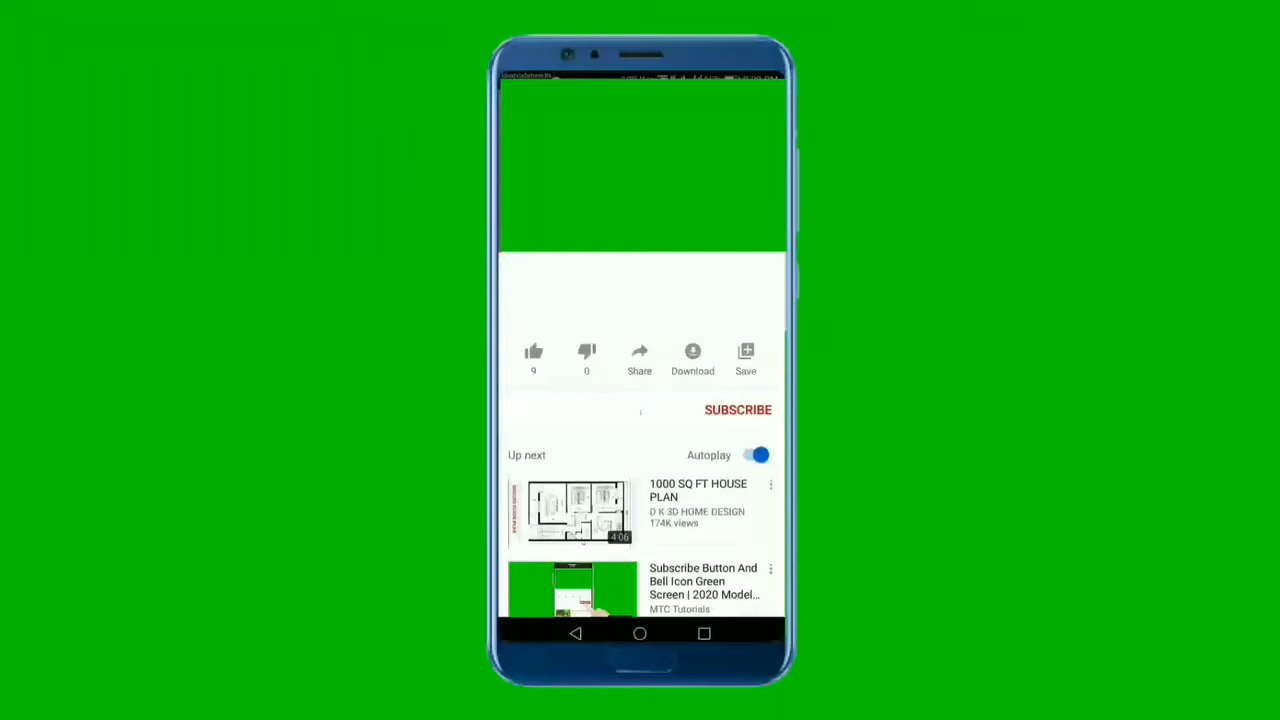 9
0
Share
Download
Save
SUBSCRIBE
Up next
Autoplay
1000 SQ FT HOUSE
PLAN
D K 3D HOME DESIGN
174K views
4:06
Subscribe Button And
Bell Icon Green
Screen | 2020 Model...
MTC Tutorials